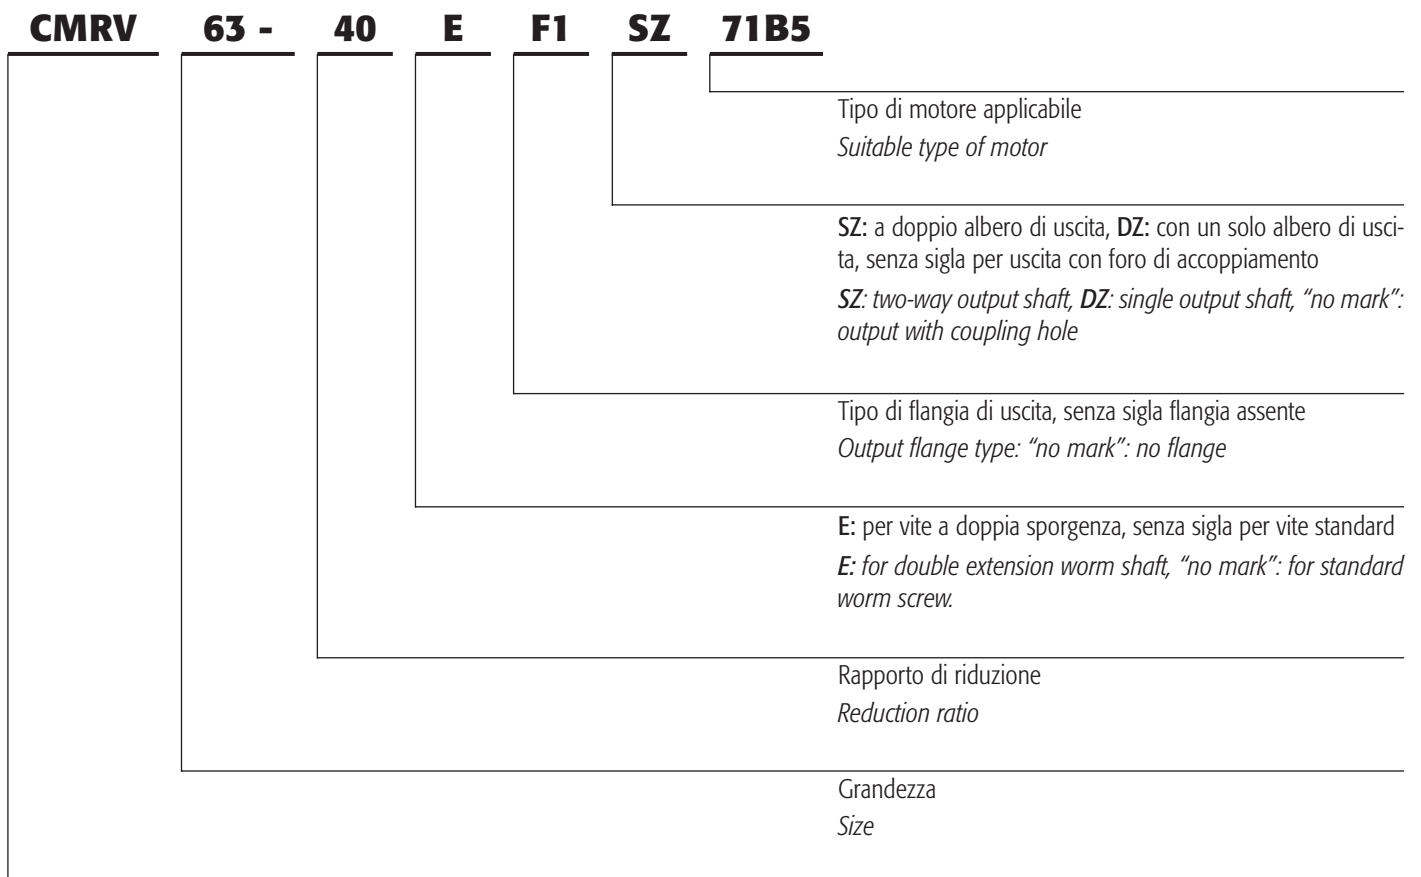 CMRV 63 - 40 E F1 SZ 71B5
Tipo di motore applicabile
Suitable type of motor
SZ: a doppio albero di uscita, DZ: con un solo albero di usci-
ta, senza sigla per uscita con foro di accoppiamento
SZ: two-way output shaft, DZ: single output shaft, “no mark”:
output with coupling hole
Tipo di flangia di uscita, senza sigla flangia assente
Output flange type: “no mark”: no flange
E: per vite a doppia sporgenza, senza sigla per vite standard
E: for double extension worm shaft, “no mark”: for standard
worm screw.
Rapporto di riduzione
Reduction ratio
Grandezza
Size